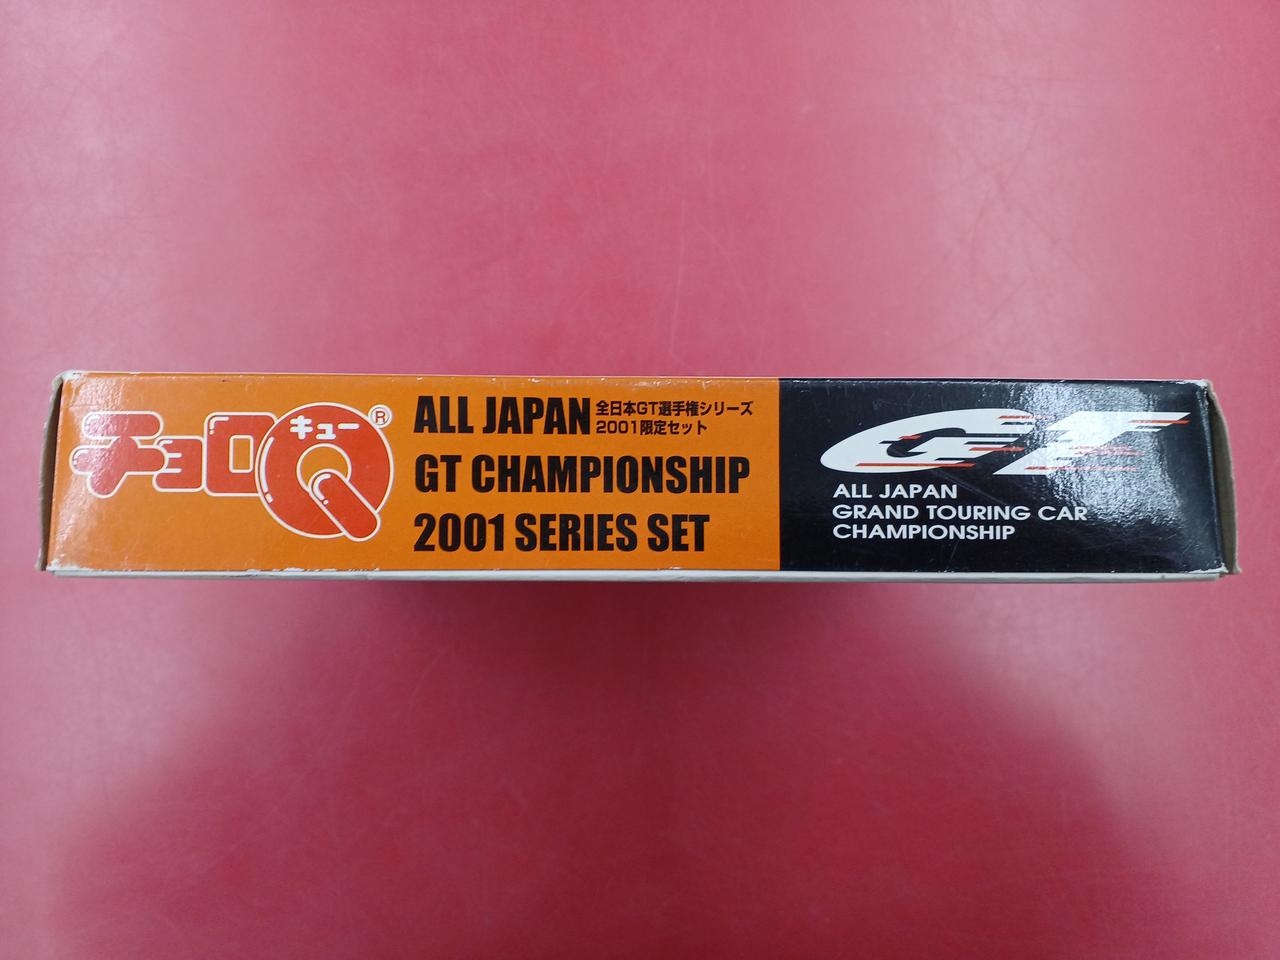 チョロQ
キュー
®
ALL JAPAN
全日本GT選手権シリーズ
2001限定セット
GT CHAMPIONSHIP
2001 SERIES SET
GT
ALL JAPAN
GRAND TOURING CAR
CHAMPIONSHIP